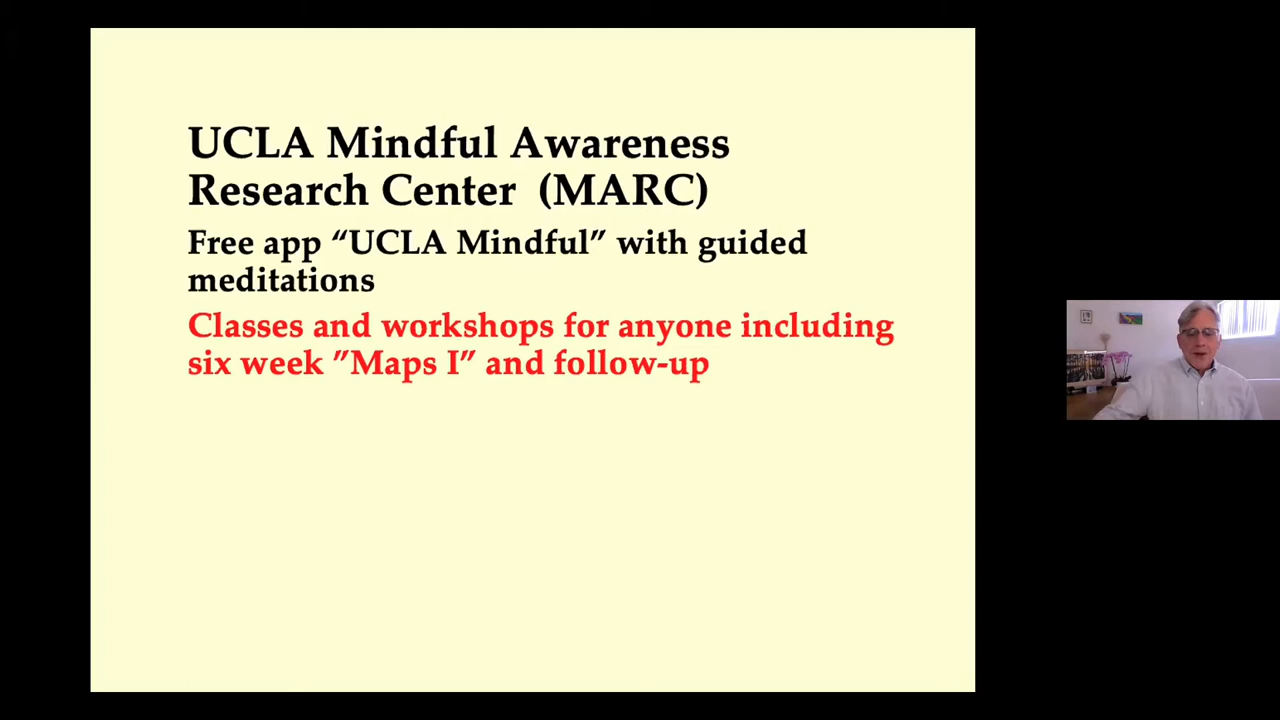 UCLA Mindful Awareness
Research Center (MARC)
Free app “UCLA Mindful” with guided
meditations
Classes and workshops for anyone including
six week ”Maps I” and follow-up